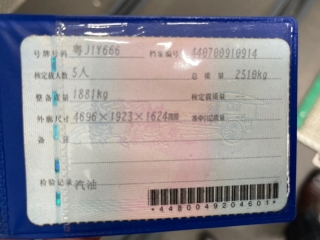 号牌号码 粤J1Y666 档案编号 440700910914
核定载人数 5人 总质量 2510kg
整备质量 1881kg 核定载质量
外廓尺寸 4696×1923×1624mm 准牵引总质量
备注
检验记录 汽油
*4480049204601*